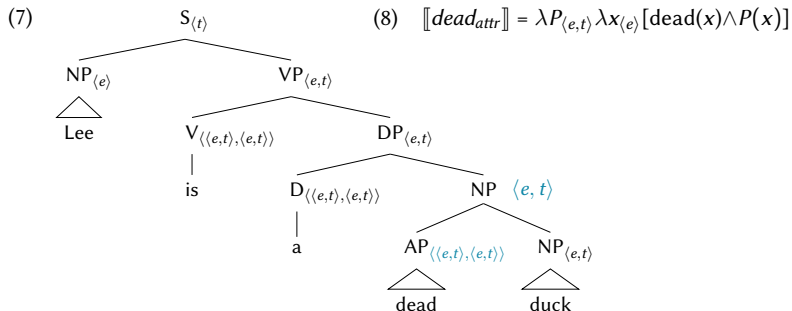 (7) S⟨t⟩ (8) ⟦dead_attr⟧ = λP⟨e,t⟩λx⟨e⟩[dead(x)∧P(x)]
NP⟨e⟩ VP⟨e,t⟩
Lee V⟨⟨e,t⟩,⟨e,t⟩⟩ DP⟨e,t⟩
is D⟨⟨e,t⟩,⟨e,t⟩⟩ NP ⟨e, t⟩
a AP⟨⟨e,t⟩,⟨e,t⟩⟩ NP⟨e,t⟩
dead duck